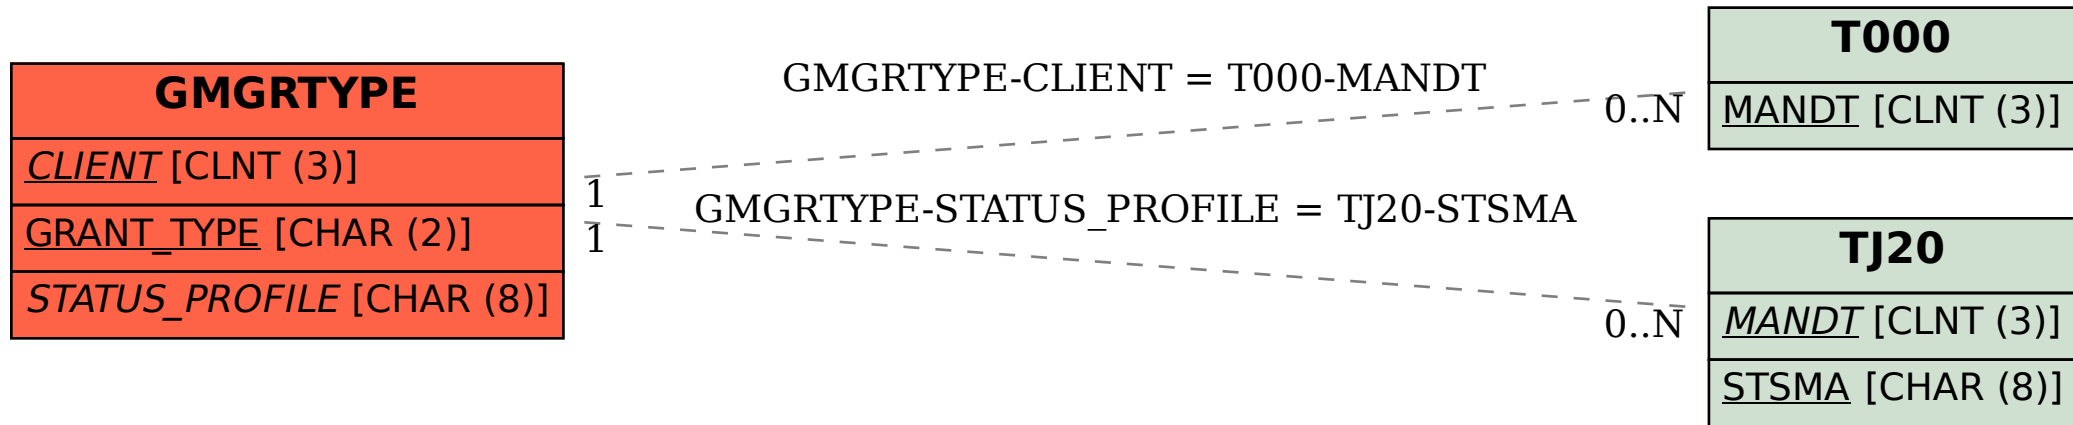 GMGRTYPE
CLIENT [CLNT (3)]
GRANT_TYPE [CHAR (2)]
STATUS_PROFILE [CHAR (8)]
GMGRTYPE-CLIENT = T000-MANDT
1
0..N
GMGRTYPE-STATUS_PROFILE = TJ20-STSMA
1
0..N
T000
MANDT [CLNT (3)]
TJ20
MANDT [CLNT (3)]
STSMA [CHAR (8)]